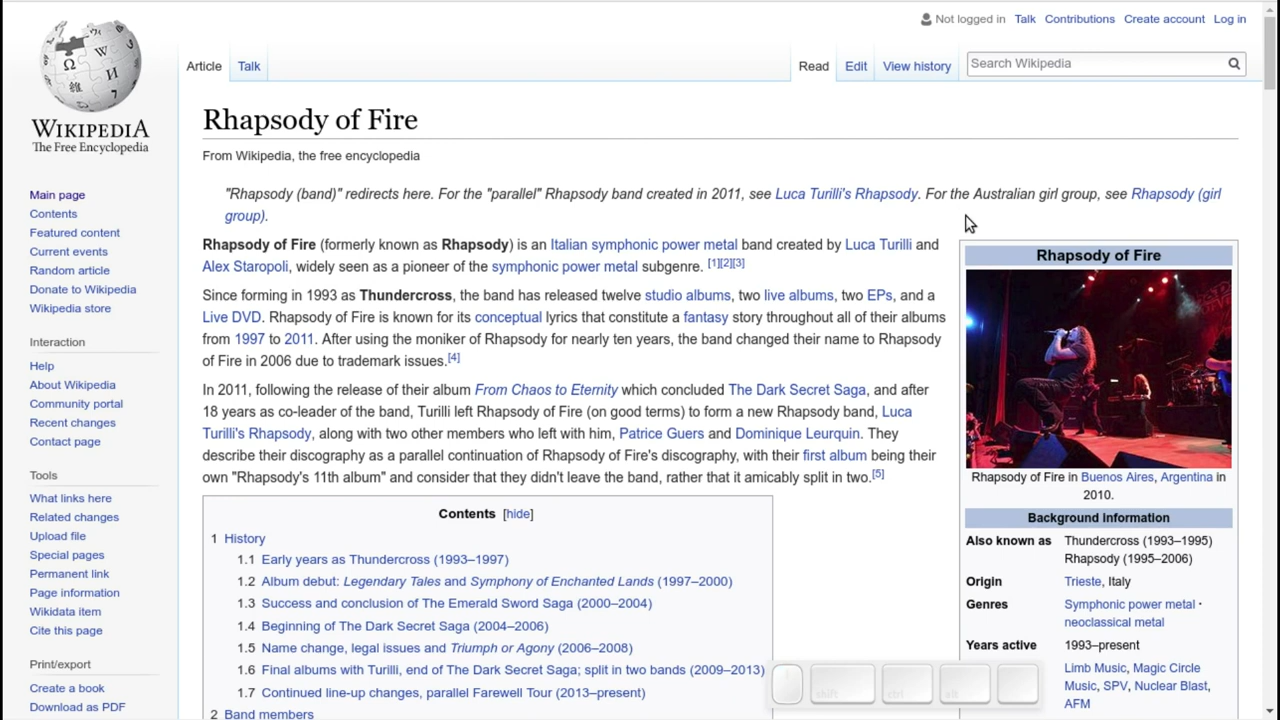 Not logged in Talk Contributions Create account Log in
Article Talk Read Edit View history Search Wikipedia
WIKIPEDIA
The Free Encyclopedia
Main page
Contents
Featured content
Current events
Random article
Donate to Wikipedia
Wikipedia store
Interaction
Help
About Wikipedia
Community portal
Recent changes
Contact page
Tools
What links here
Related changes
Upload file
Special pages
Permanent link
Page information
Wikidata item
Cite this page
Print/export
Create a book
Download as PDF
Rhapsody of Fire
From Wikipedia, the free encyclopedia
"Rhapsody (band)" redirects here. For the "parallel" Rhapsody band created in 2011, see Luca Turilli's Rhapsody. For the Australian girl group, see Rhapsody (girl
group).
Rhapsody of Fire (formerly known as Rhapsody) is an Italian symphonic power metal band created by Luca Turilli and
Alex Staropoli, widely seen as a pioneer of the symphonic power metal subgenre. [1][2][3]
Since forming in 1993 as Thundercross, the band has released twelve studio albums, two live albums, two EPs, and a
Live DVD. Rhapsody of Fire is known for its conceptual lyrics that constitute a fantasy story throughout all of their albums
from 1997 to 2011. After using the moniker of Rhapsody for nearly ten years, the band changed their name to Rhapsody
of Fire in 2006 due to trademark issues.[4]
In 2011, following the release of their album From Chaos to Eternity which concluded The Dark Secret Saga, and after
18 years as co-leader of the band, Turilli left Rhapsody of Fire (on good terms) to form a new Rhapsody band, Luca
Turilli's Rhapsody, along with two other members who left with him, Patrice Guers and Dominique Leurquin. They
describe their discography as a parallel continuation of Rhapsody of Fire's discography, with their first album being their
own "Rhapsody's 11th album" and consider that they didn't leave the band, rather that it amicably split in two.[5]
Contents [hide]
1 History
1.1 Early years as Thundercross (1993–1997)
1.2 Album debut: Legendary Tales and Symphony of Enchanted Lands (1997–2000)
1.3 Success and conclusion of The Emerald Sword Saga (2000–2004)
1.4 Beginning of The Dark Secret Saga (2004–2006)
1.5 Name change, legal issues and Triumph or Agony (2006–2008)
1.6 Final albums with Turilli, end of The Dark Secret Saga; split in two bands (2009–2013)
1.7 Continued line-up changes, parallel Farewell Tour (2013–present)
2 Band members
Rhapsody of Fire
Rhapsody of Fire in Buenos Aires, Argentina in
2010.
Background information
Also known as Thundercross (1993–1995)
Rhapsody (1995–2006)
Origin Trieste, Italy
Genres Symphonic power metal ·
neoclassical metal
Years active 1993–present
Limb Music, Magic Circle
Music, SPV, Nuclear Blast,
AFM
shift ctrl alt